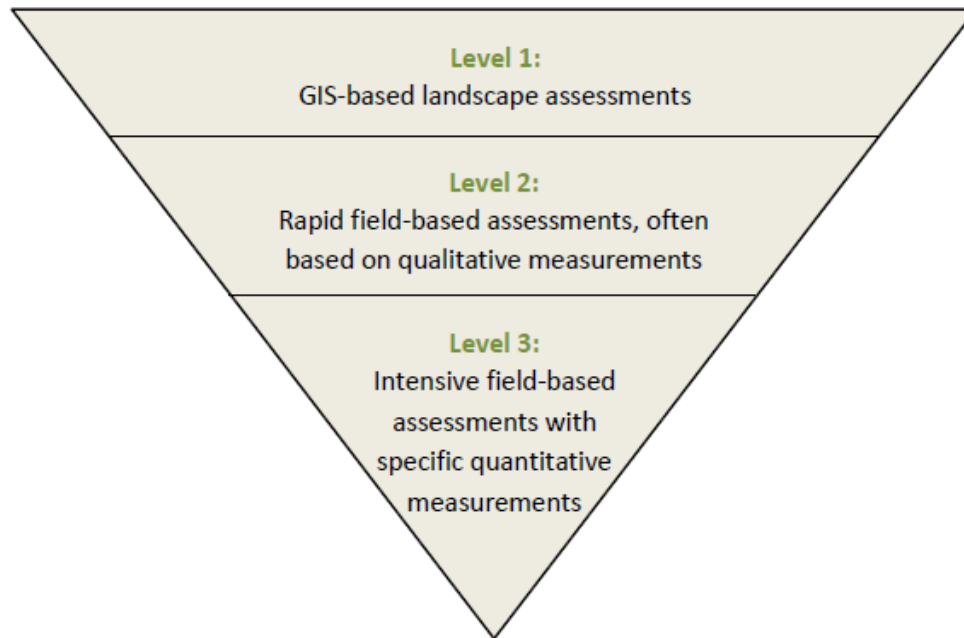 Level 1:
GIS-based landscape assessments
Level 2:
Rapid field-based assessments, often
based on qualitative measurements
Level 3:
Intensive field-based
assessments with
specific quantitative
measurements